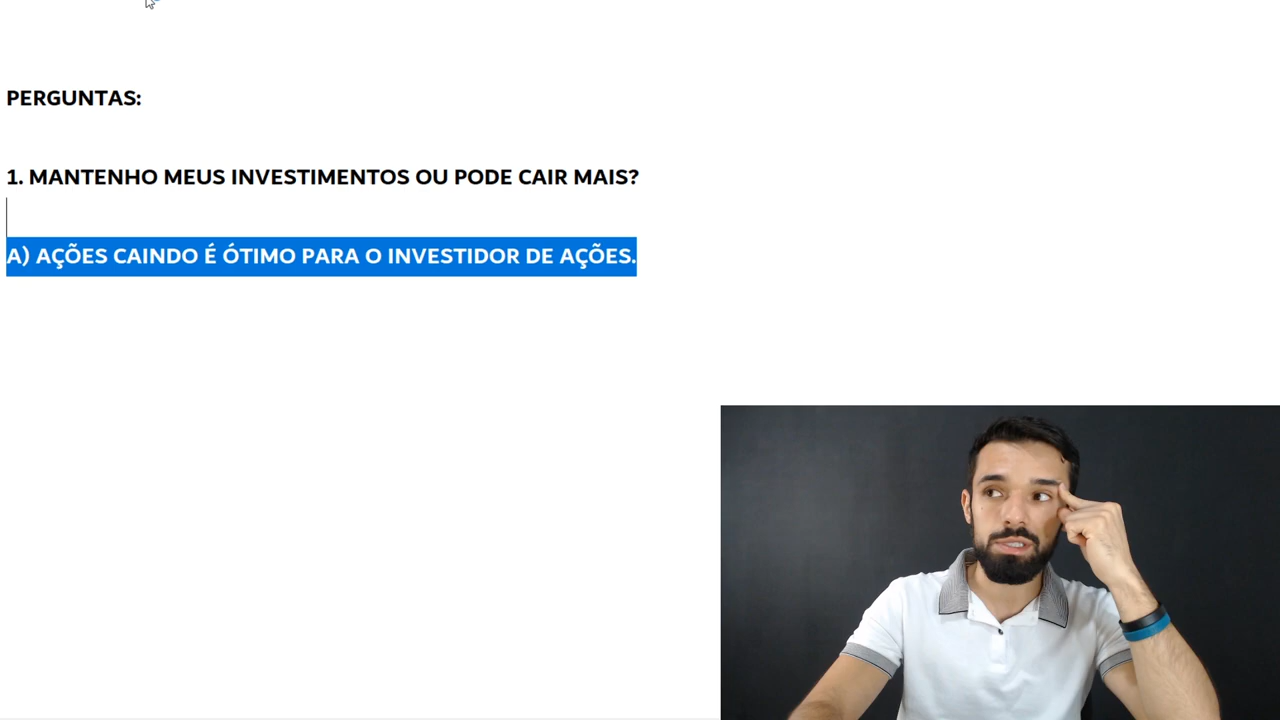 PERGUNTAS:
1. MANTENHO MEUS INVESTIMENTOS OU PODE CAIR MAIS?
A) AÇÕES CAINDO É ÓTIMO PARA O INVESTIDOR DE AÇÕES.